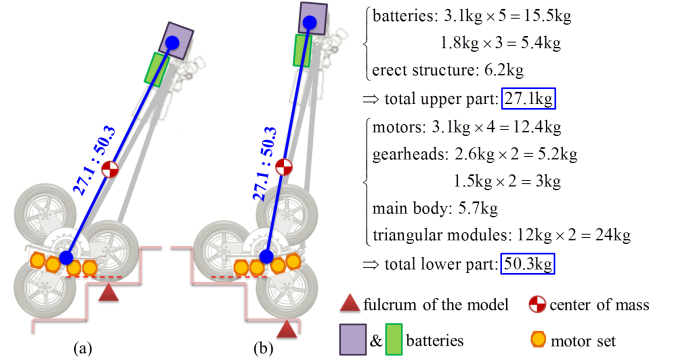 27.1 : 50.3
(a)
27.1 : 50.3
(b)
batteries: 3.1kg × 5 = 15.5kg
1.8kg × 3 = 5.4kg
erect structure: 6.2kg
⇒ total upper part: 27.1kg
motors: 3.1kg × 4 = 12.4kg
gearheads: 2.6kg × 2 = 5.2kg
1.5kg × 2 = 3kg
main body: 5.7kg
triangular modules: 12kg × 2 = 24kg
⇒ total lower part: 50.3kg
fulcrum of the model
center of mass
& batteries
motor set